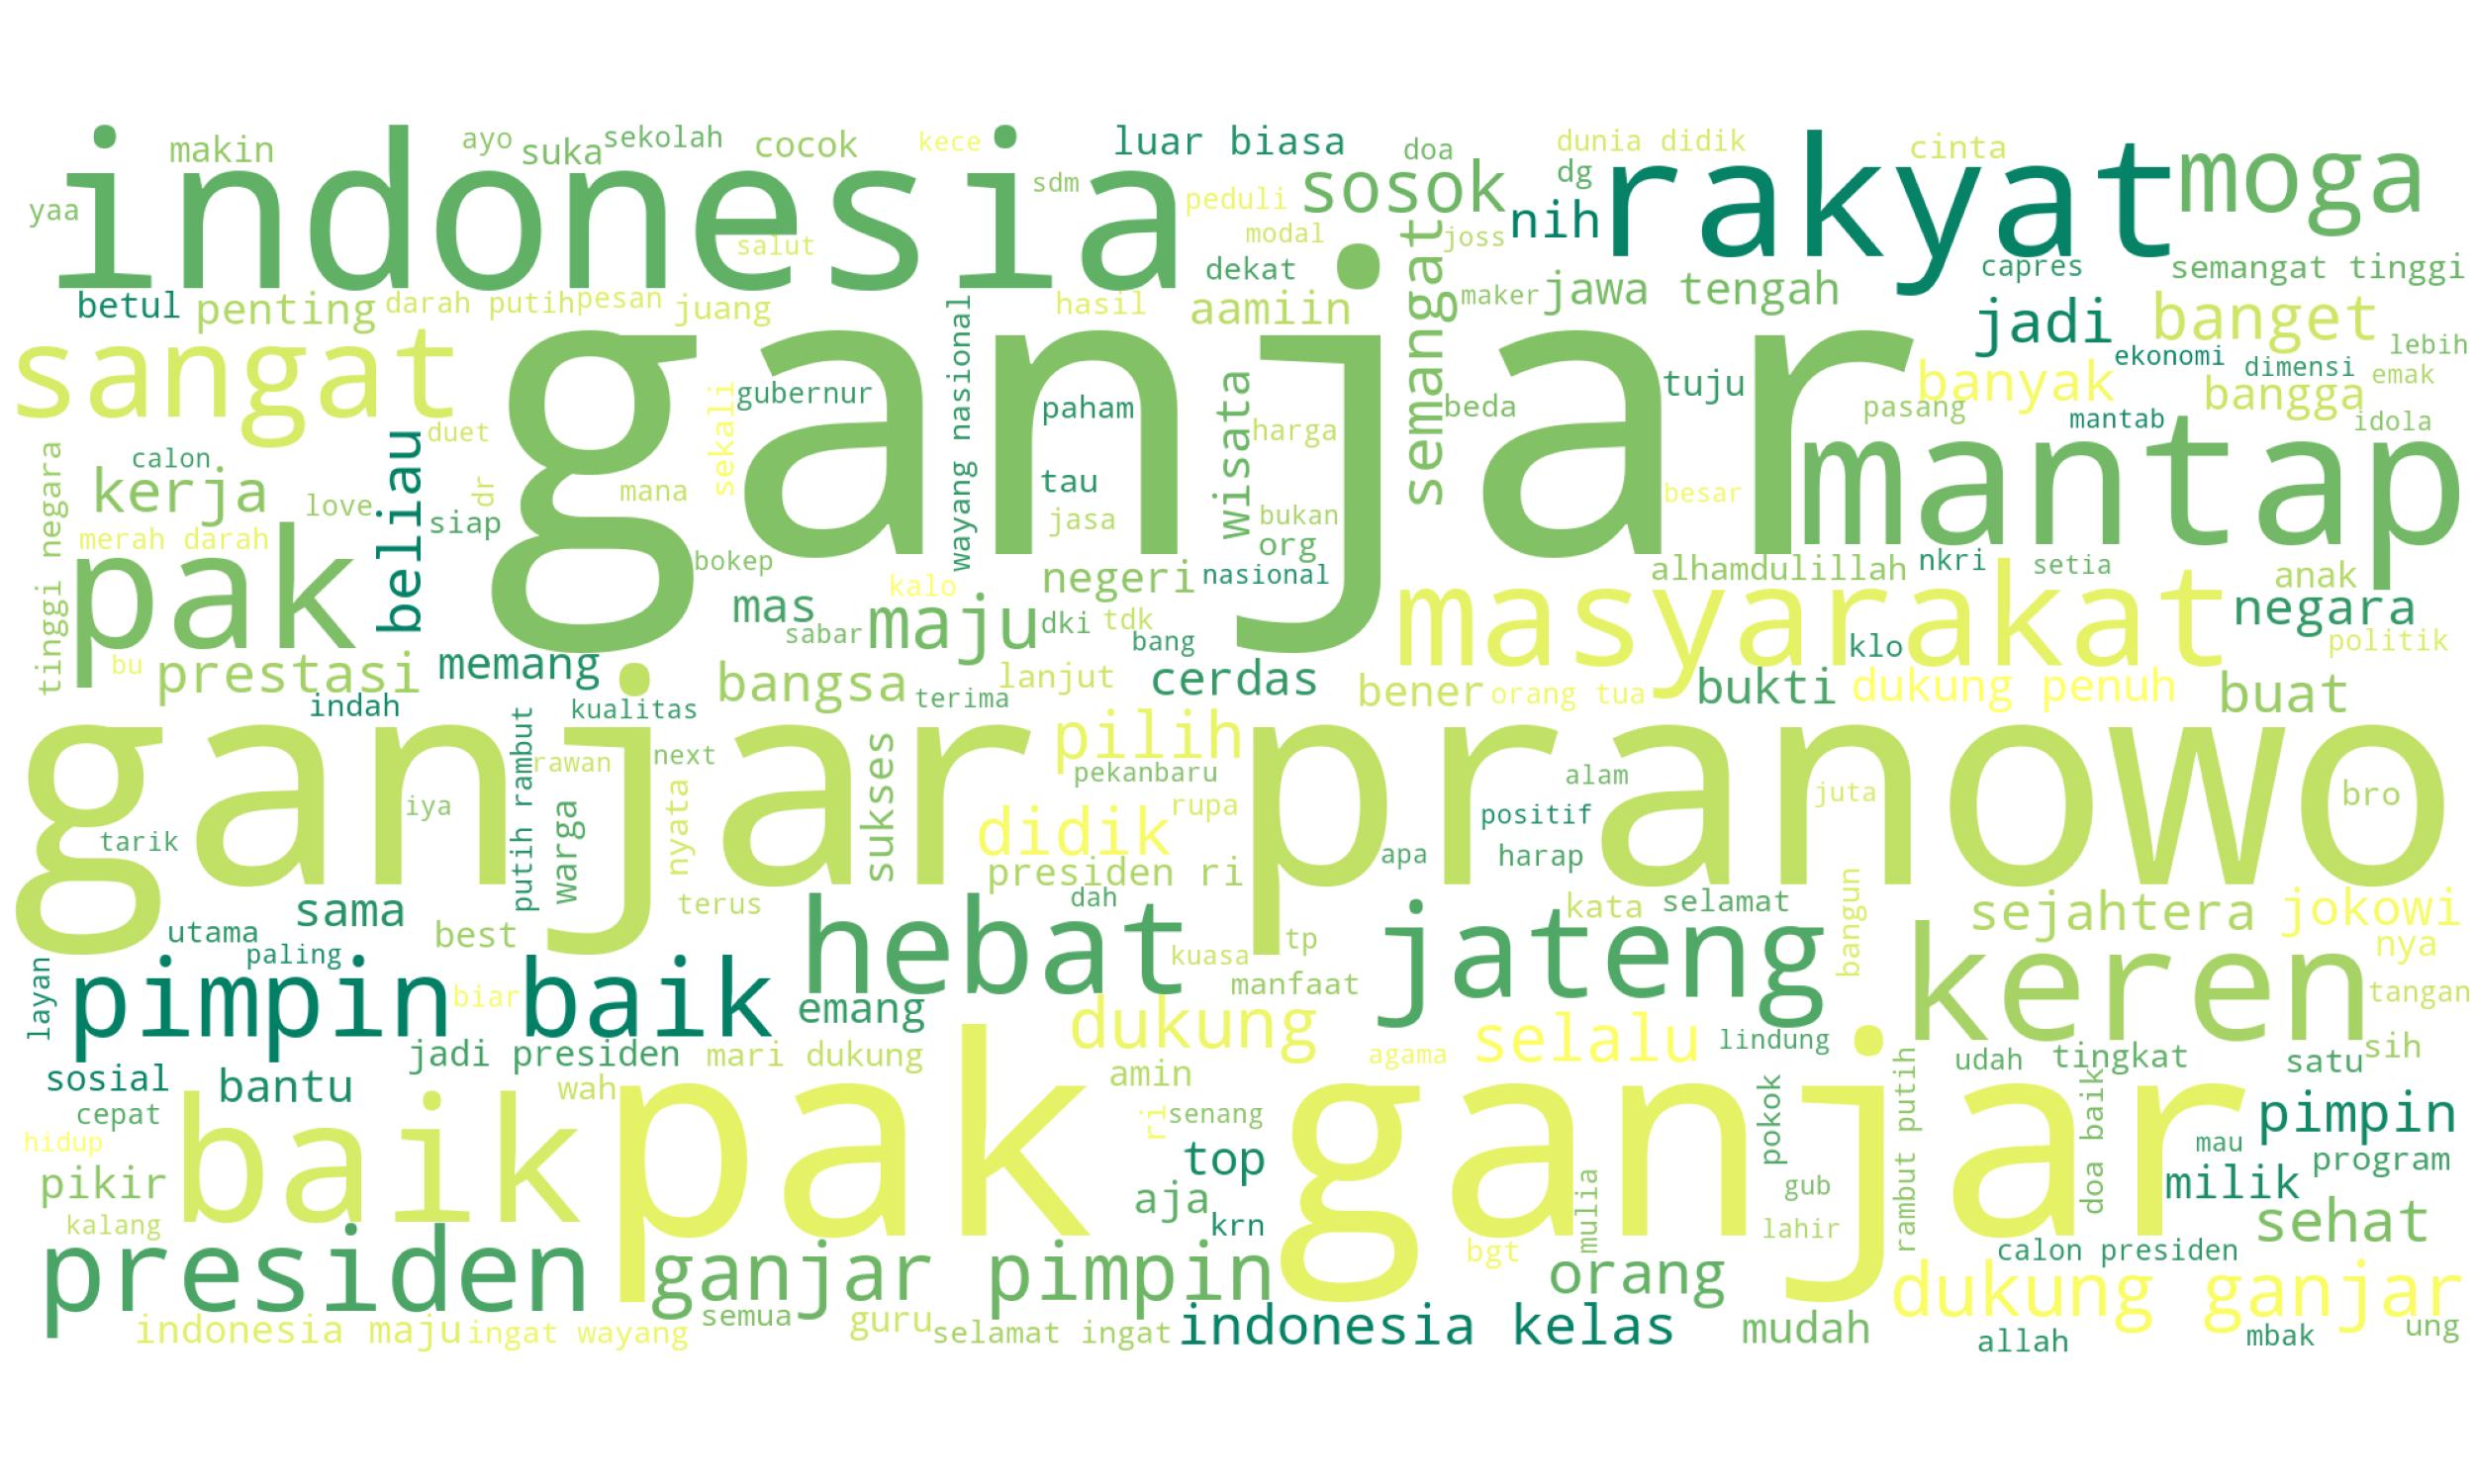 makin
ayo
suka
sekolah
cocok
kece
luar biasa
doa
dunia didik
cinta
yaa
indonesia
sdm
peduli
sosok
dg
nih
rakyat
moga
salut
modal
joss
dekat
semangat
capres
semangat tinggi
betul
penting
darah putih
pesan
juang
wayang nasional
hasil
aamiin
maker
jawa tengah
jadi
banget
sangat
ganjar
ekonomi
lebih
dimensi
emak
gubernur
sekali
paham
wisata
harga
beda
tuju
banyak
pasang
bangga
mantab
idola
duet
calon
tinggi negara
kerja
love
beliau
dr
siap
mana
tau
jasa
bukan
org
besar
mantap
merah darah
pak
bokep
kalo
negeri
nasional
alhamdulillah
nkri
setia
anak
mas
sabar
maju
dki
tdk
bang
masyarakat
klo
negara
politik
bu
prestasi
memang
bangsa
terima
lanjut
cerdas
bener
orang tua
bukti
dukung penuh
buat
indah
kualitas
putih rambut
ganjar pranowo
rawan
next
sukses
pilih
pekanbaru
alam
iya
warga
nyata
didik
rupa
positif
juta
bro
tarik
presiden ri
apa
harap
sama
best
terus
dah
kata
selamat
bangun
sejahtera
jokowi
utama
paling
hebat
kuasa
tp
jateng
keren
nya
layan
pimpin baik
biar
emang
manfaat
tangan
jadi presiden
mari dukung
dukung
agama
selalu
lindung
udah
tingkat
satu
sih
sosial
bantu
wah
amin
cepat
baik
pak ganjar
ri
senang
pokok
rambut putih
doa baik
pimpin
hidup
mau
pikir
top
gub
milik
program
kalang
aja
krn
mulia
lahir
sehat
presiden
ganjar pimpin
bgt
orang
calon presiden
dukung ganjar
indonesia maju
ingat wayang
semua
guru
selamat ingat
indonesia kelas
mudah
allah
mbak
ung